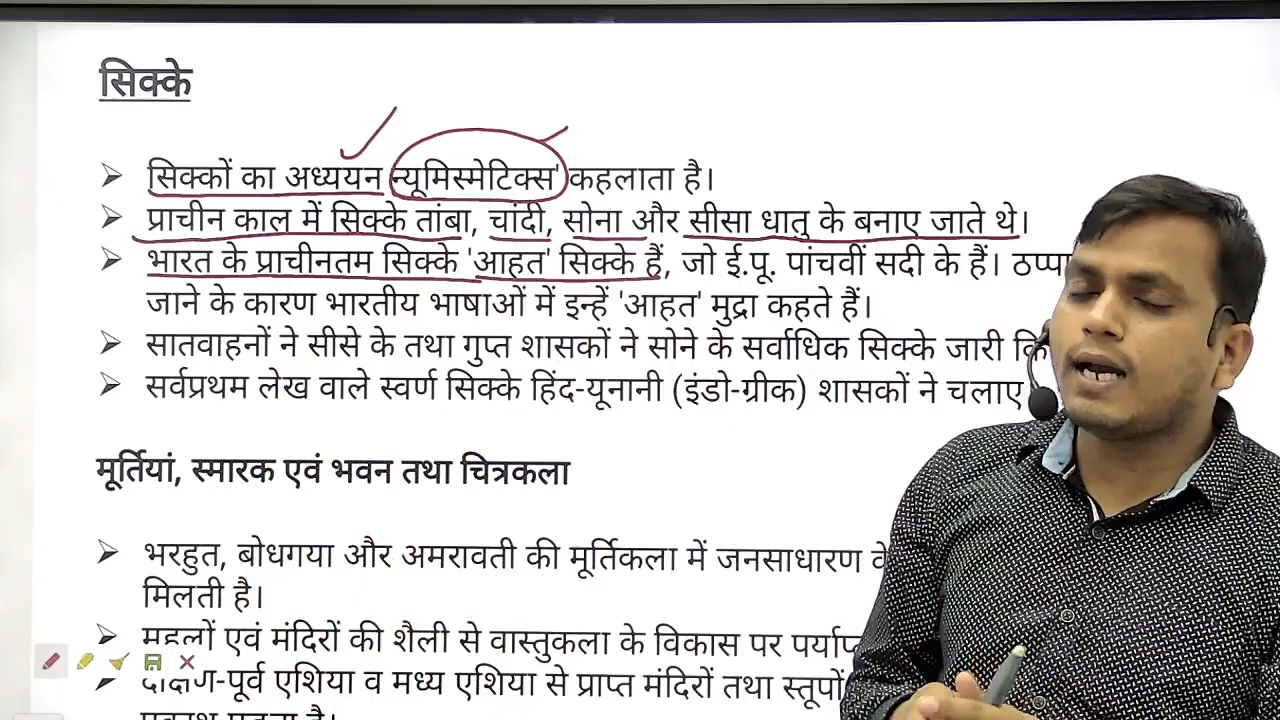 सिक्के
सिक्कों का अध्ययन न्यूमिस्मेटिक्स' कहलाता है।
प्राचीन काल में सिक्के तांबा, चांदी, सोना और सीसा धातु के बनाए जाते थे।
भारत के प्राचीनतम सिक्के 'आहत' सिक्के हैं, जो ई.पू. पांचवीं सदी के हैं। ठप्पा
जाने के कारण भारतीय भाषाओं में इन्हें 'आहत' मुद्रा कहते हैं।
सातवाहनों ने सीसे के तथा गुप्त शासकों ने सोने के सर्वाधिक सिक्के जारी
सर्वप्रथम लेख वाले स्वर्ण सिक्के हिंद-यूनानी (इंडो-ग्रीक) शासकों ने चलाए
मूर्तियां, स्मारक एवं भवन तथा चित्रकला
भरहुत, बोधगया और अमरावती की मूर्तिकला में जनसाधारण
मिलती है।
महलों एवं मंदिरों की शैली से वास्तुकला के विकास पर
दक्षिण-पूर्व एशिया व मध्य एशिया से प्राप्त मंदिरों तथा स्तूपों